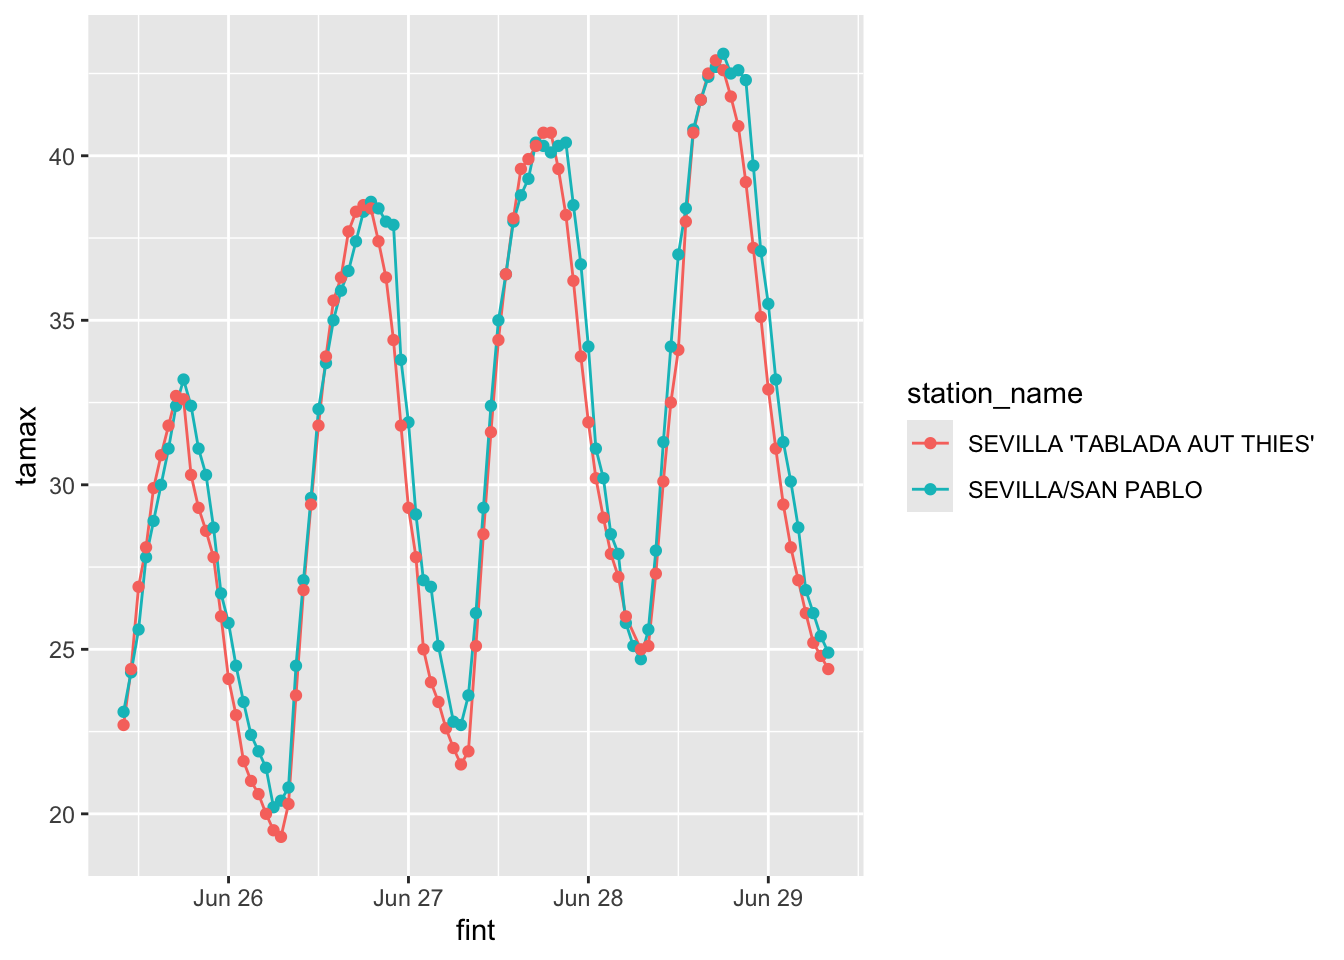 40
35
30
25
20
tamax
Jun 26
Jun 27
Jun 28
Jun 29
fint
station_name
SEVILLA 'TABLADA AUT THIES'
SEVILLA/SAN PABLO